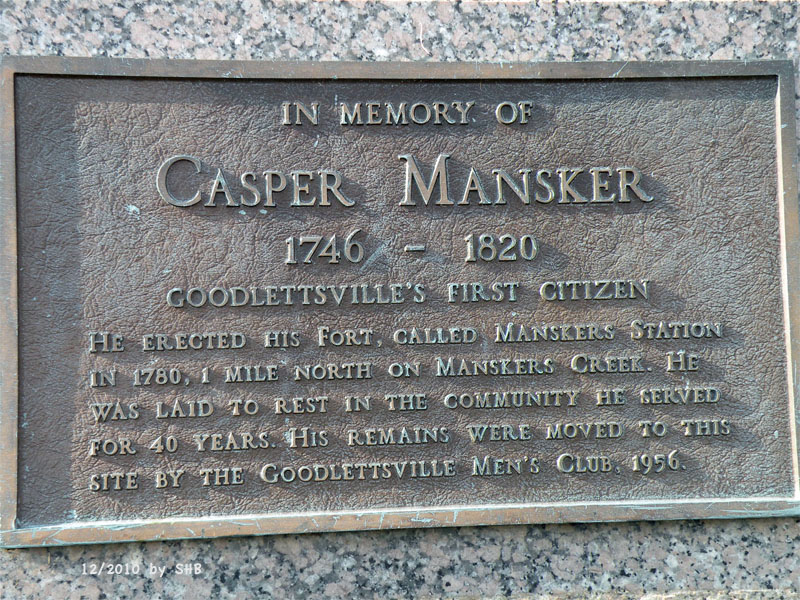 IN MEMORY OF
CASPER MANSKER
1746 - 1820
GOODLETTSVILLE'S FIRST CITIZEN
HE ERECTED HIS FORT, CALLED MANSKERS STATION
IN 1780, 1 MILE NORTH ON MANSKERS CREEK. HE
WAS LAID TO REST IN THE COMMUNITY HE SERVED
FOR 40 YEARS. HIS REMAINS WERE MOVED TO THIS
SITE BY THE GOODLETTSVILLE MEN'S CLUB, 1956.
12/2010 by SHB